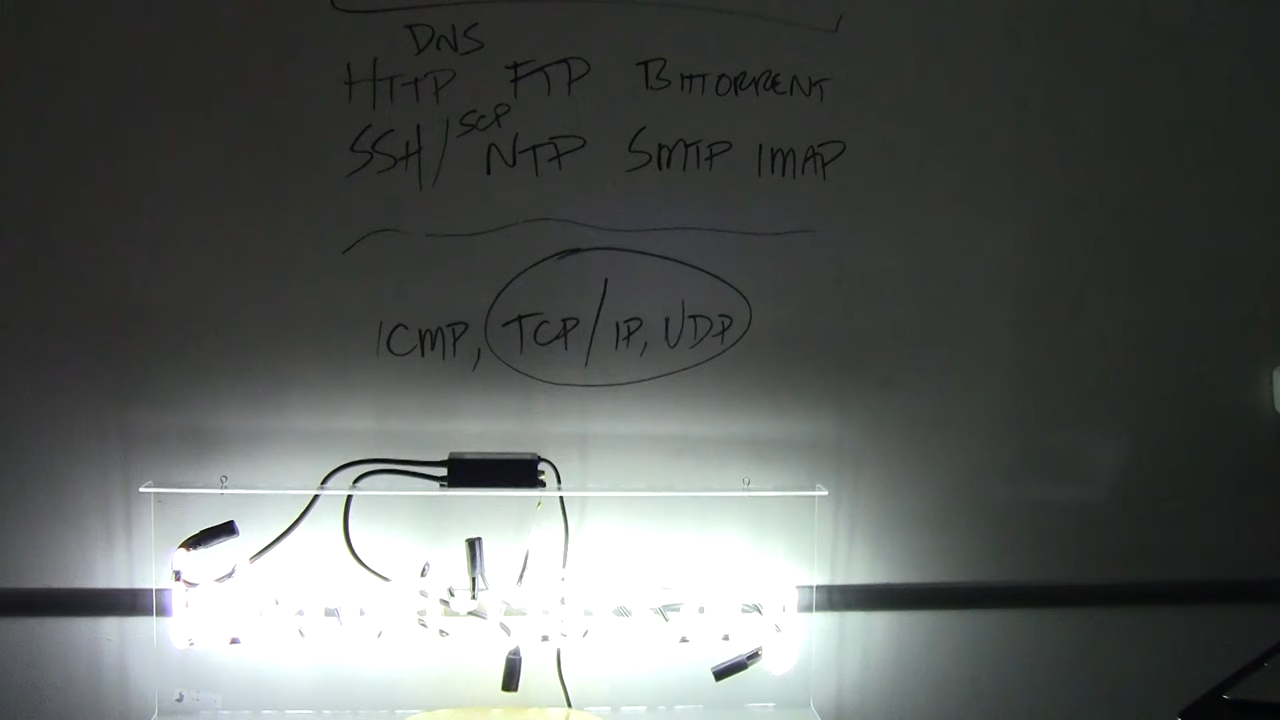 DNS
HTTP FTP BITTORRENT
SSH/SCP NTP SMTP IMAP
ICMP, TCP/IP, UDP